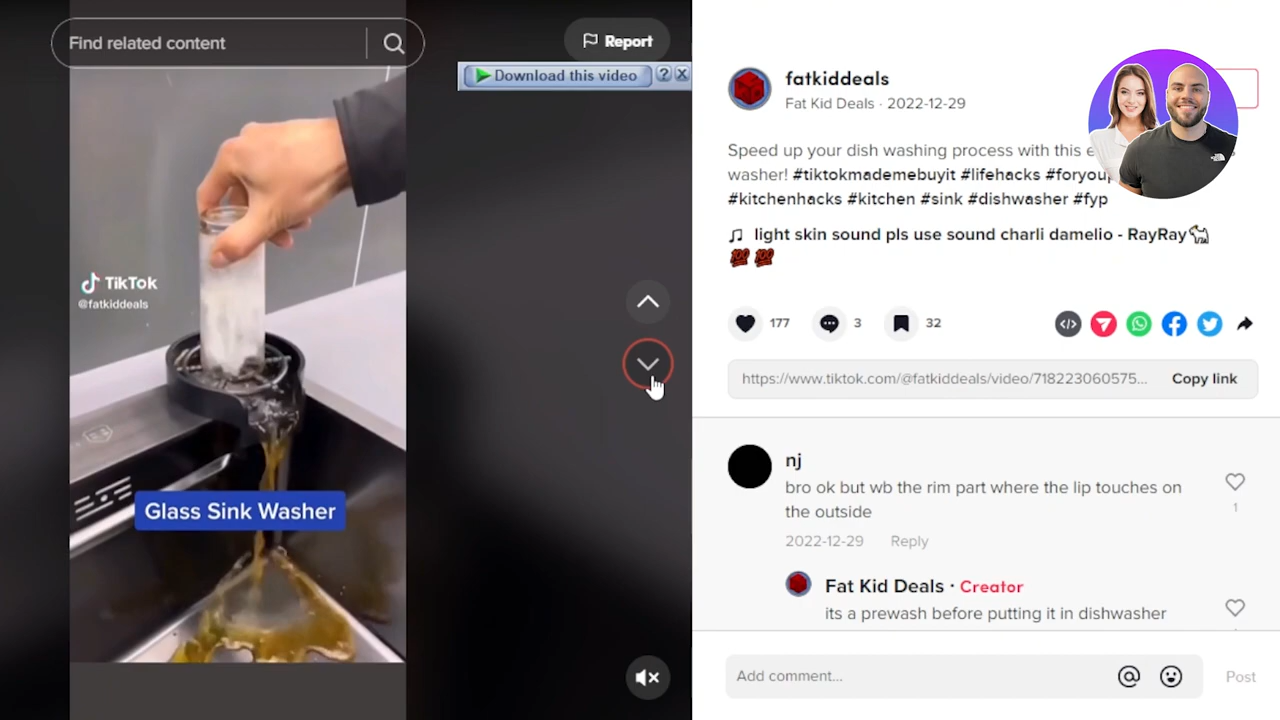 Find related content
Report
Download this video
TikTok
@fatkiddeals
Glass Sink Washer
fatkiddeals
Fat Kid Deals · 2022-12-29
Speed up your dish washing process with this
washer! #tiktokmademebuyit #lifehacks
#kitchenhacks #kitchen #sink #dishwasher #fyp
light skin sound pls use sound charli damelio - RayRay🐪
💯 💯
177
3
32
https://www.tiktok.com/@fatkiddeals/video/718223060575...
Copy link
nj
bro ok but wb the rim part where the lip touches on
the outside
1
2022-12-29
Reply
Fat Kid Deals · Creator
its a prewash before putting it in dishwasher
Add comment...
Post